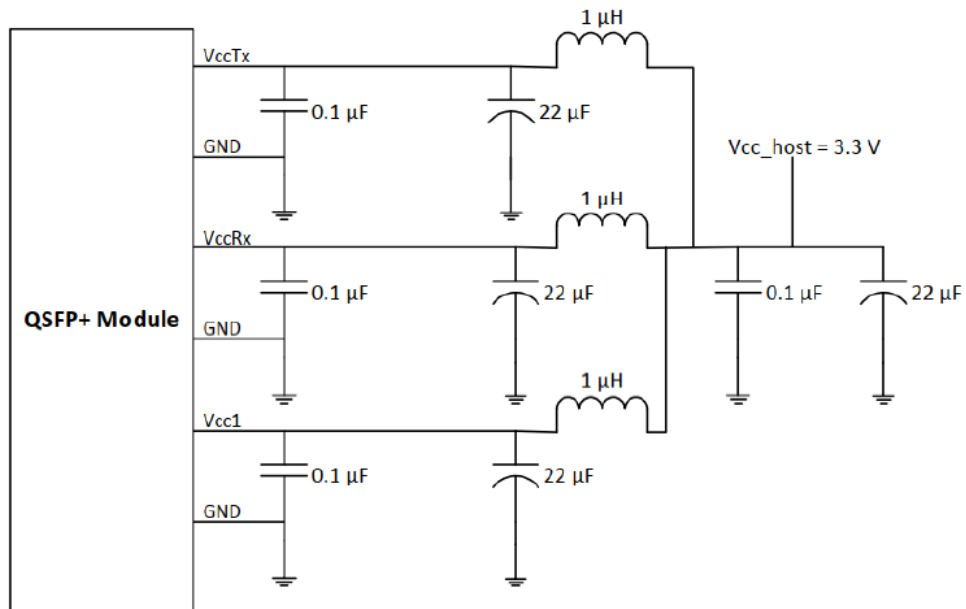 1 µH
VccTx
0.1 µF
22 µF
GND
Vcc_host = 3.3 V
1 µH
VccRx
0.1 µF
22 µF
0.1 µF
22 µF
QSFP+ Module
GND
1 µH
Vcc1
0.1 µF
22 µF
GND